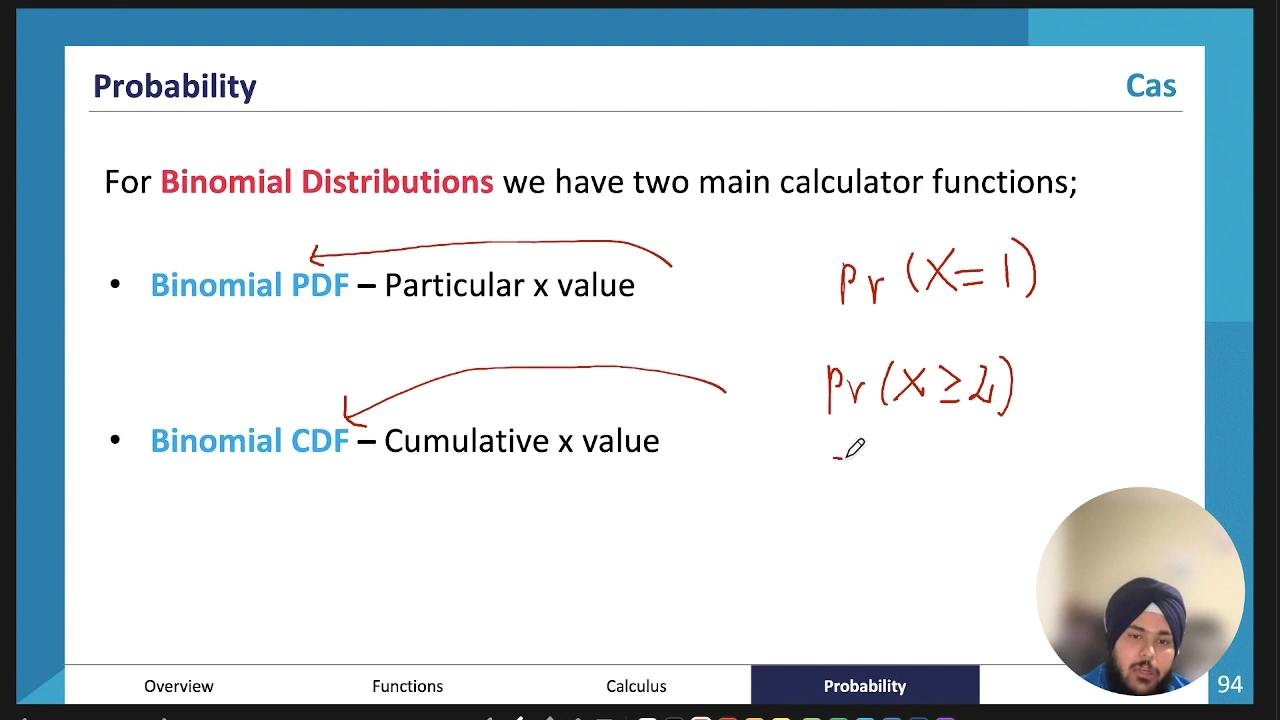 Probability
Cas
For Binomial Distributions we have two main calculator functions;
• Binomial PDF – Particular x value
pr (X = 1)
pr (X ≥ 2)
• Binomial CDF – Cumulative x value
Overview
Functions
Calculus
Probability
94